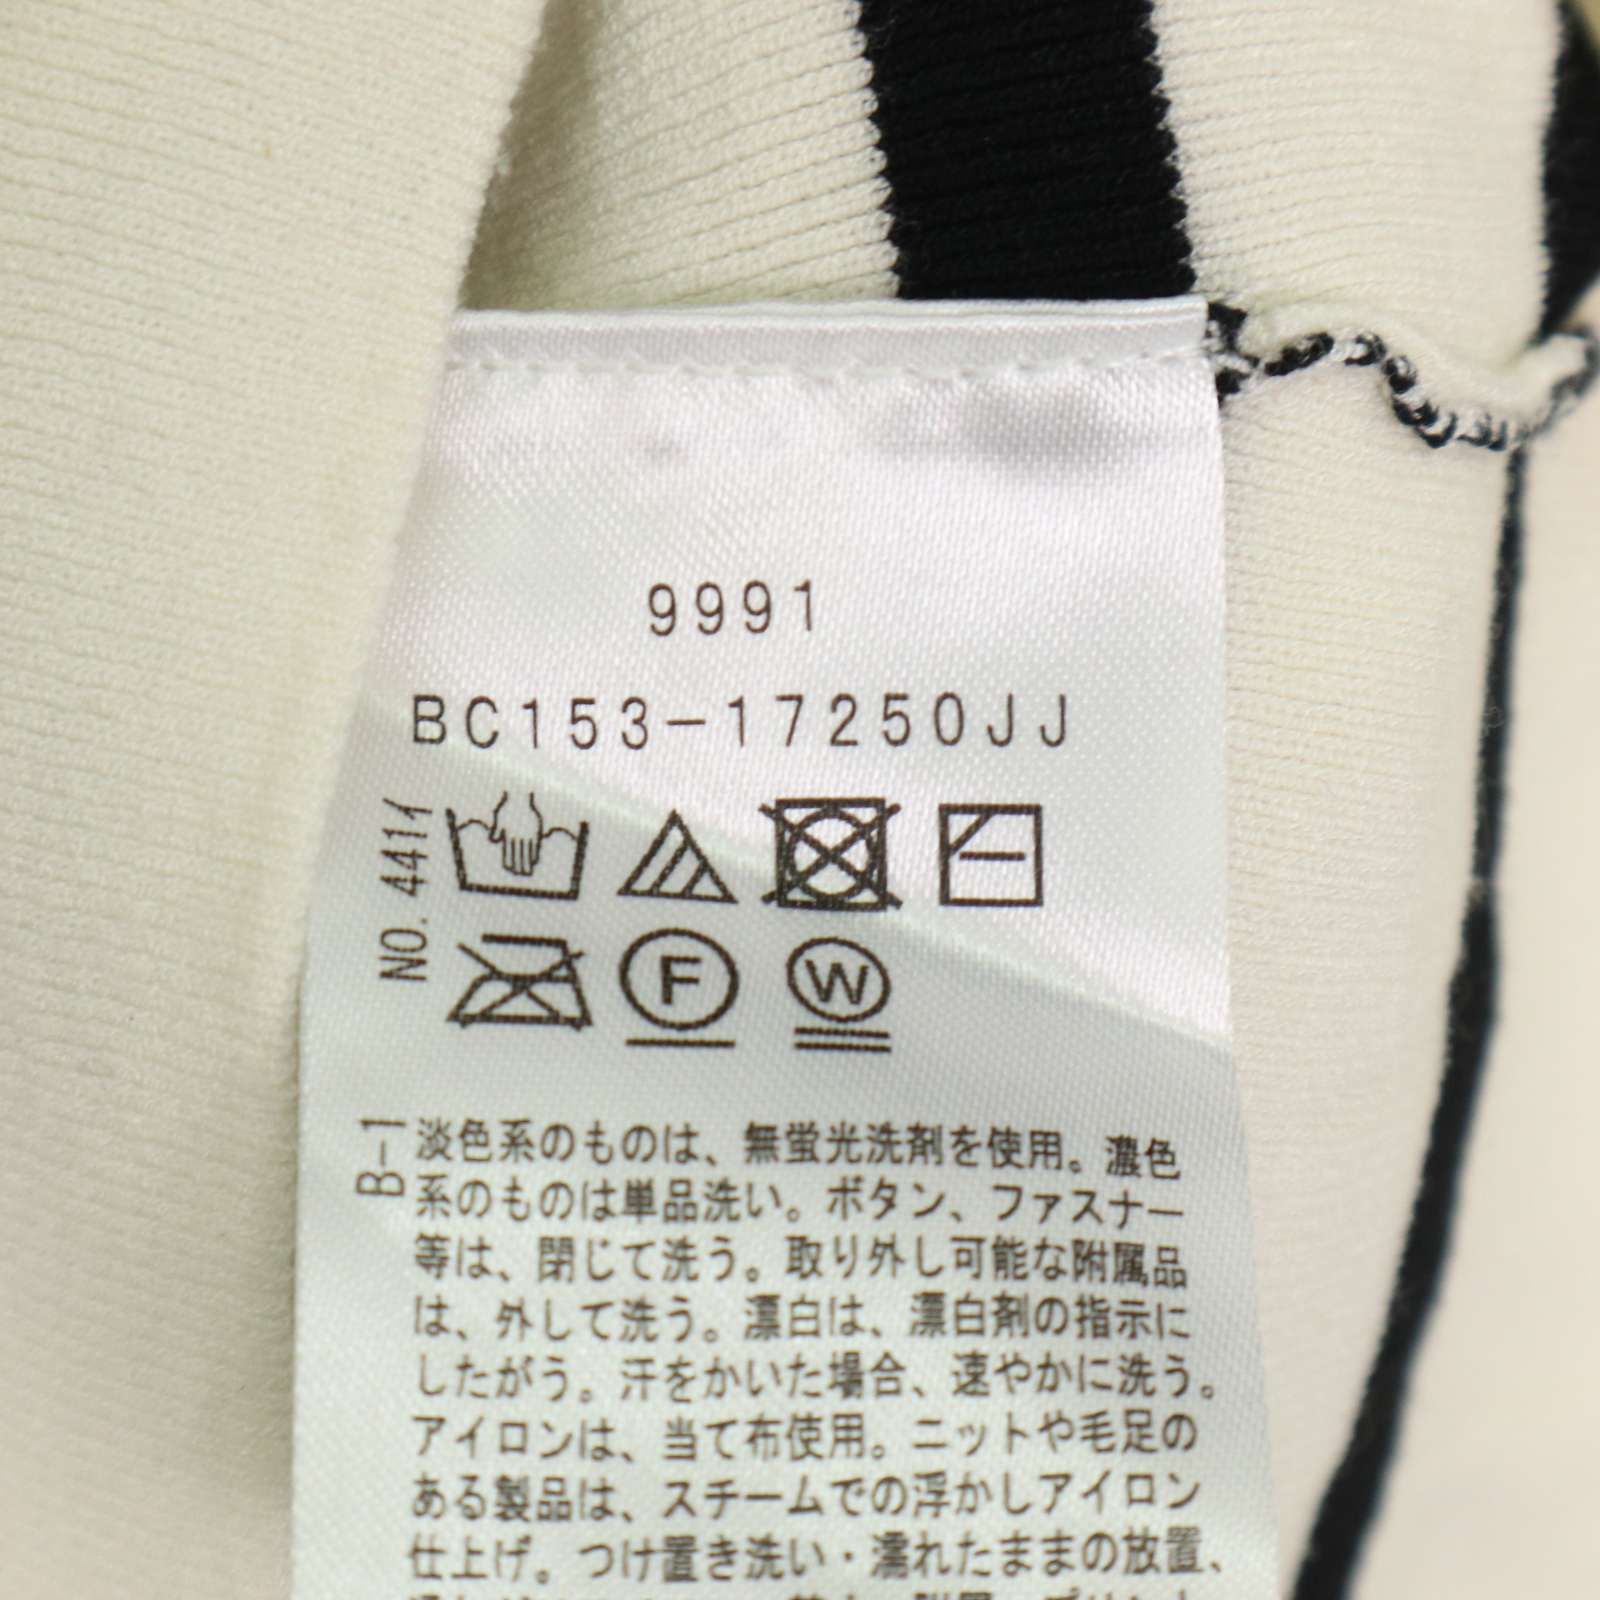 9991
BC153-17250JJ
NO.441イ
F W
B-1
淡色系のものは、無蛍光洗剤を使用。濃色
系のものは単品洗い。ボタン、ファスナー
等は、閉じて洗う。取り外し可能な附属品
は、外して洗う。漂白は、漂白剤の指示に
したがう。汗をかいた場合、速やかに洗う。
アイロンは、当て布使用。ニットや毛足の
ある製品は、スチームでの浮かしアイロン
仕上げ。つけ置き洗い・濡れたままの放置、